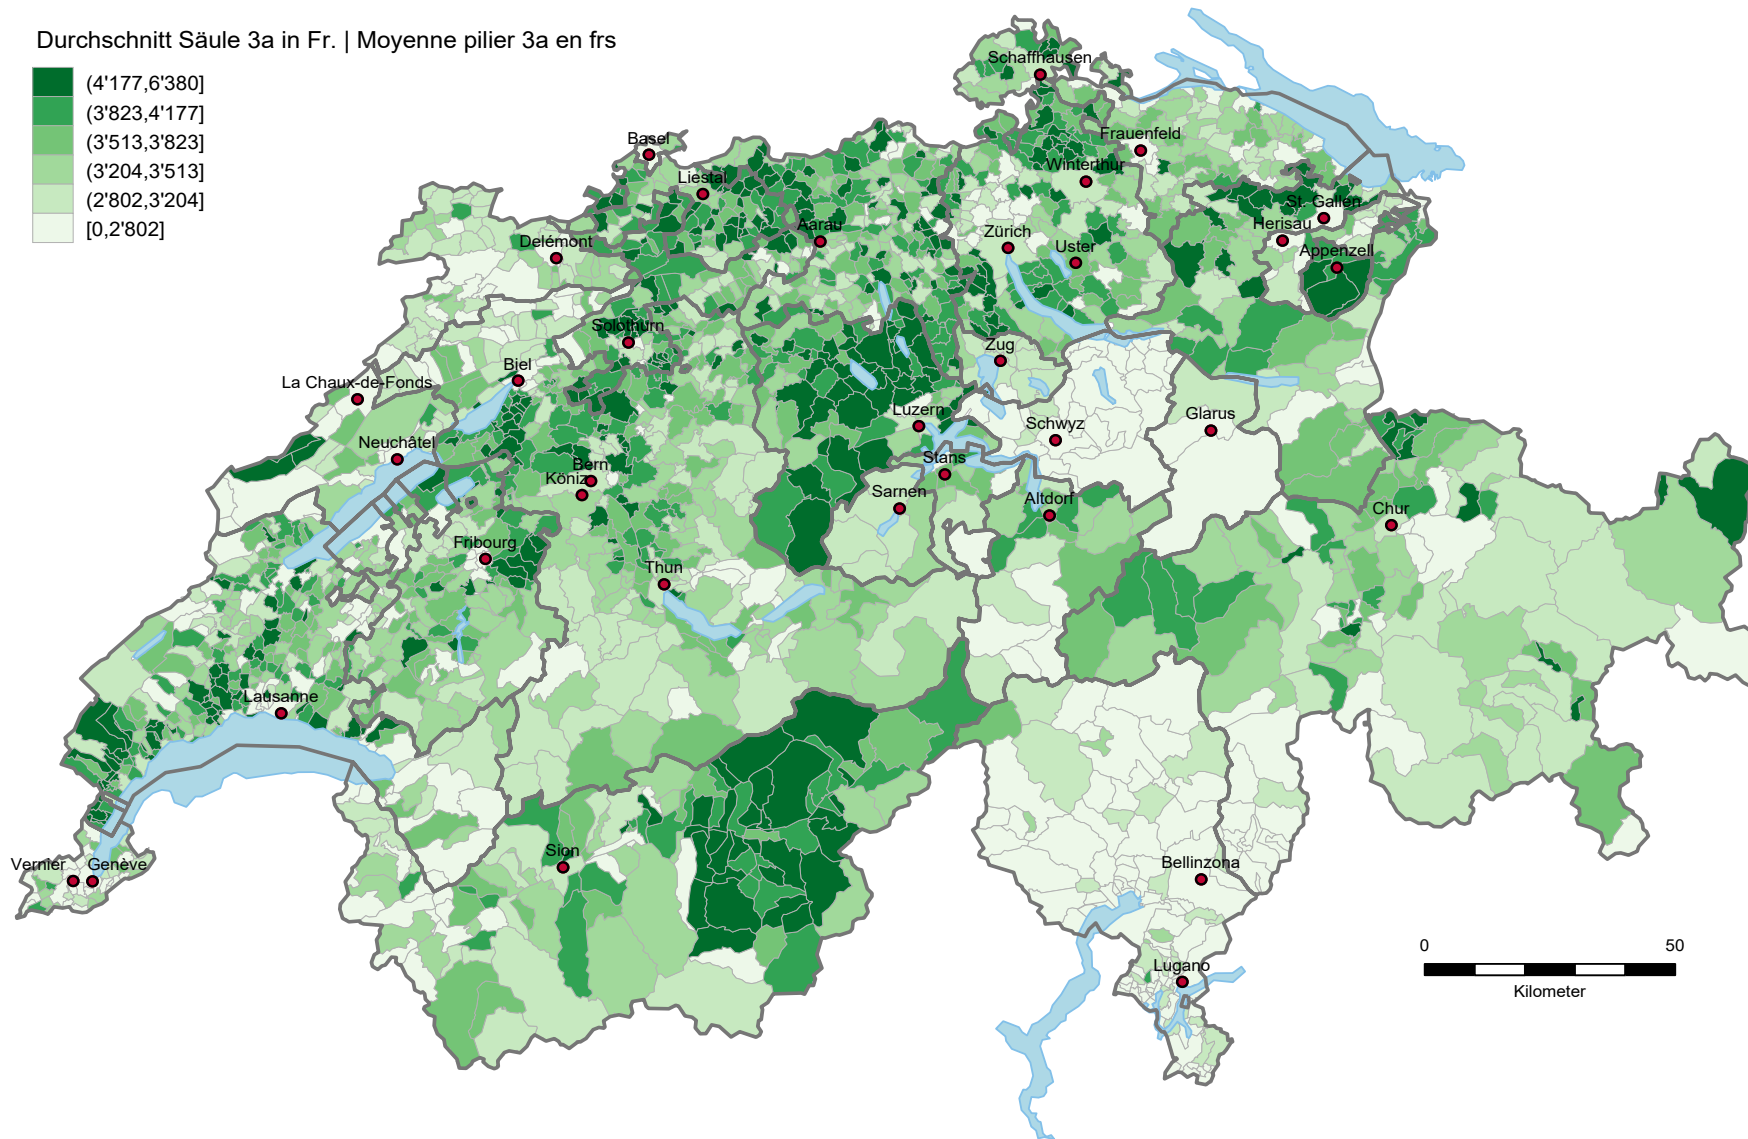 Durchschnitt Säule 3a in Fr. | Moyenne pilier 3a en frs
(4'177,6'380]
(3'823,4'177]
(3'513,3'823]
(3'204,3'513]
(2'802,3'204]
[0,2'802]
Schaffhausen
Frauenfeld
Basel
Winterthur
Liestal
St. Gallen
Aarau
Herisau
Zürich
Delémont
Uster
Appenzell
Solothurn
Zug
Biel
La Chaux-de-Fonds
Luzern
Glarus
Schwyz
Neuchâtel
Stans
Bern
Köniz
Sarnen
Altdorf
Chur
Fribourg
Thun
Lausanne
Sion
Vernier
Genève
Bellinzona
Lugano
0 50
Kilometer